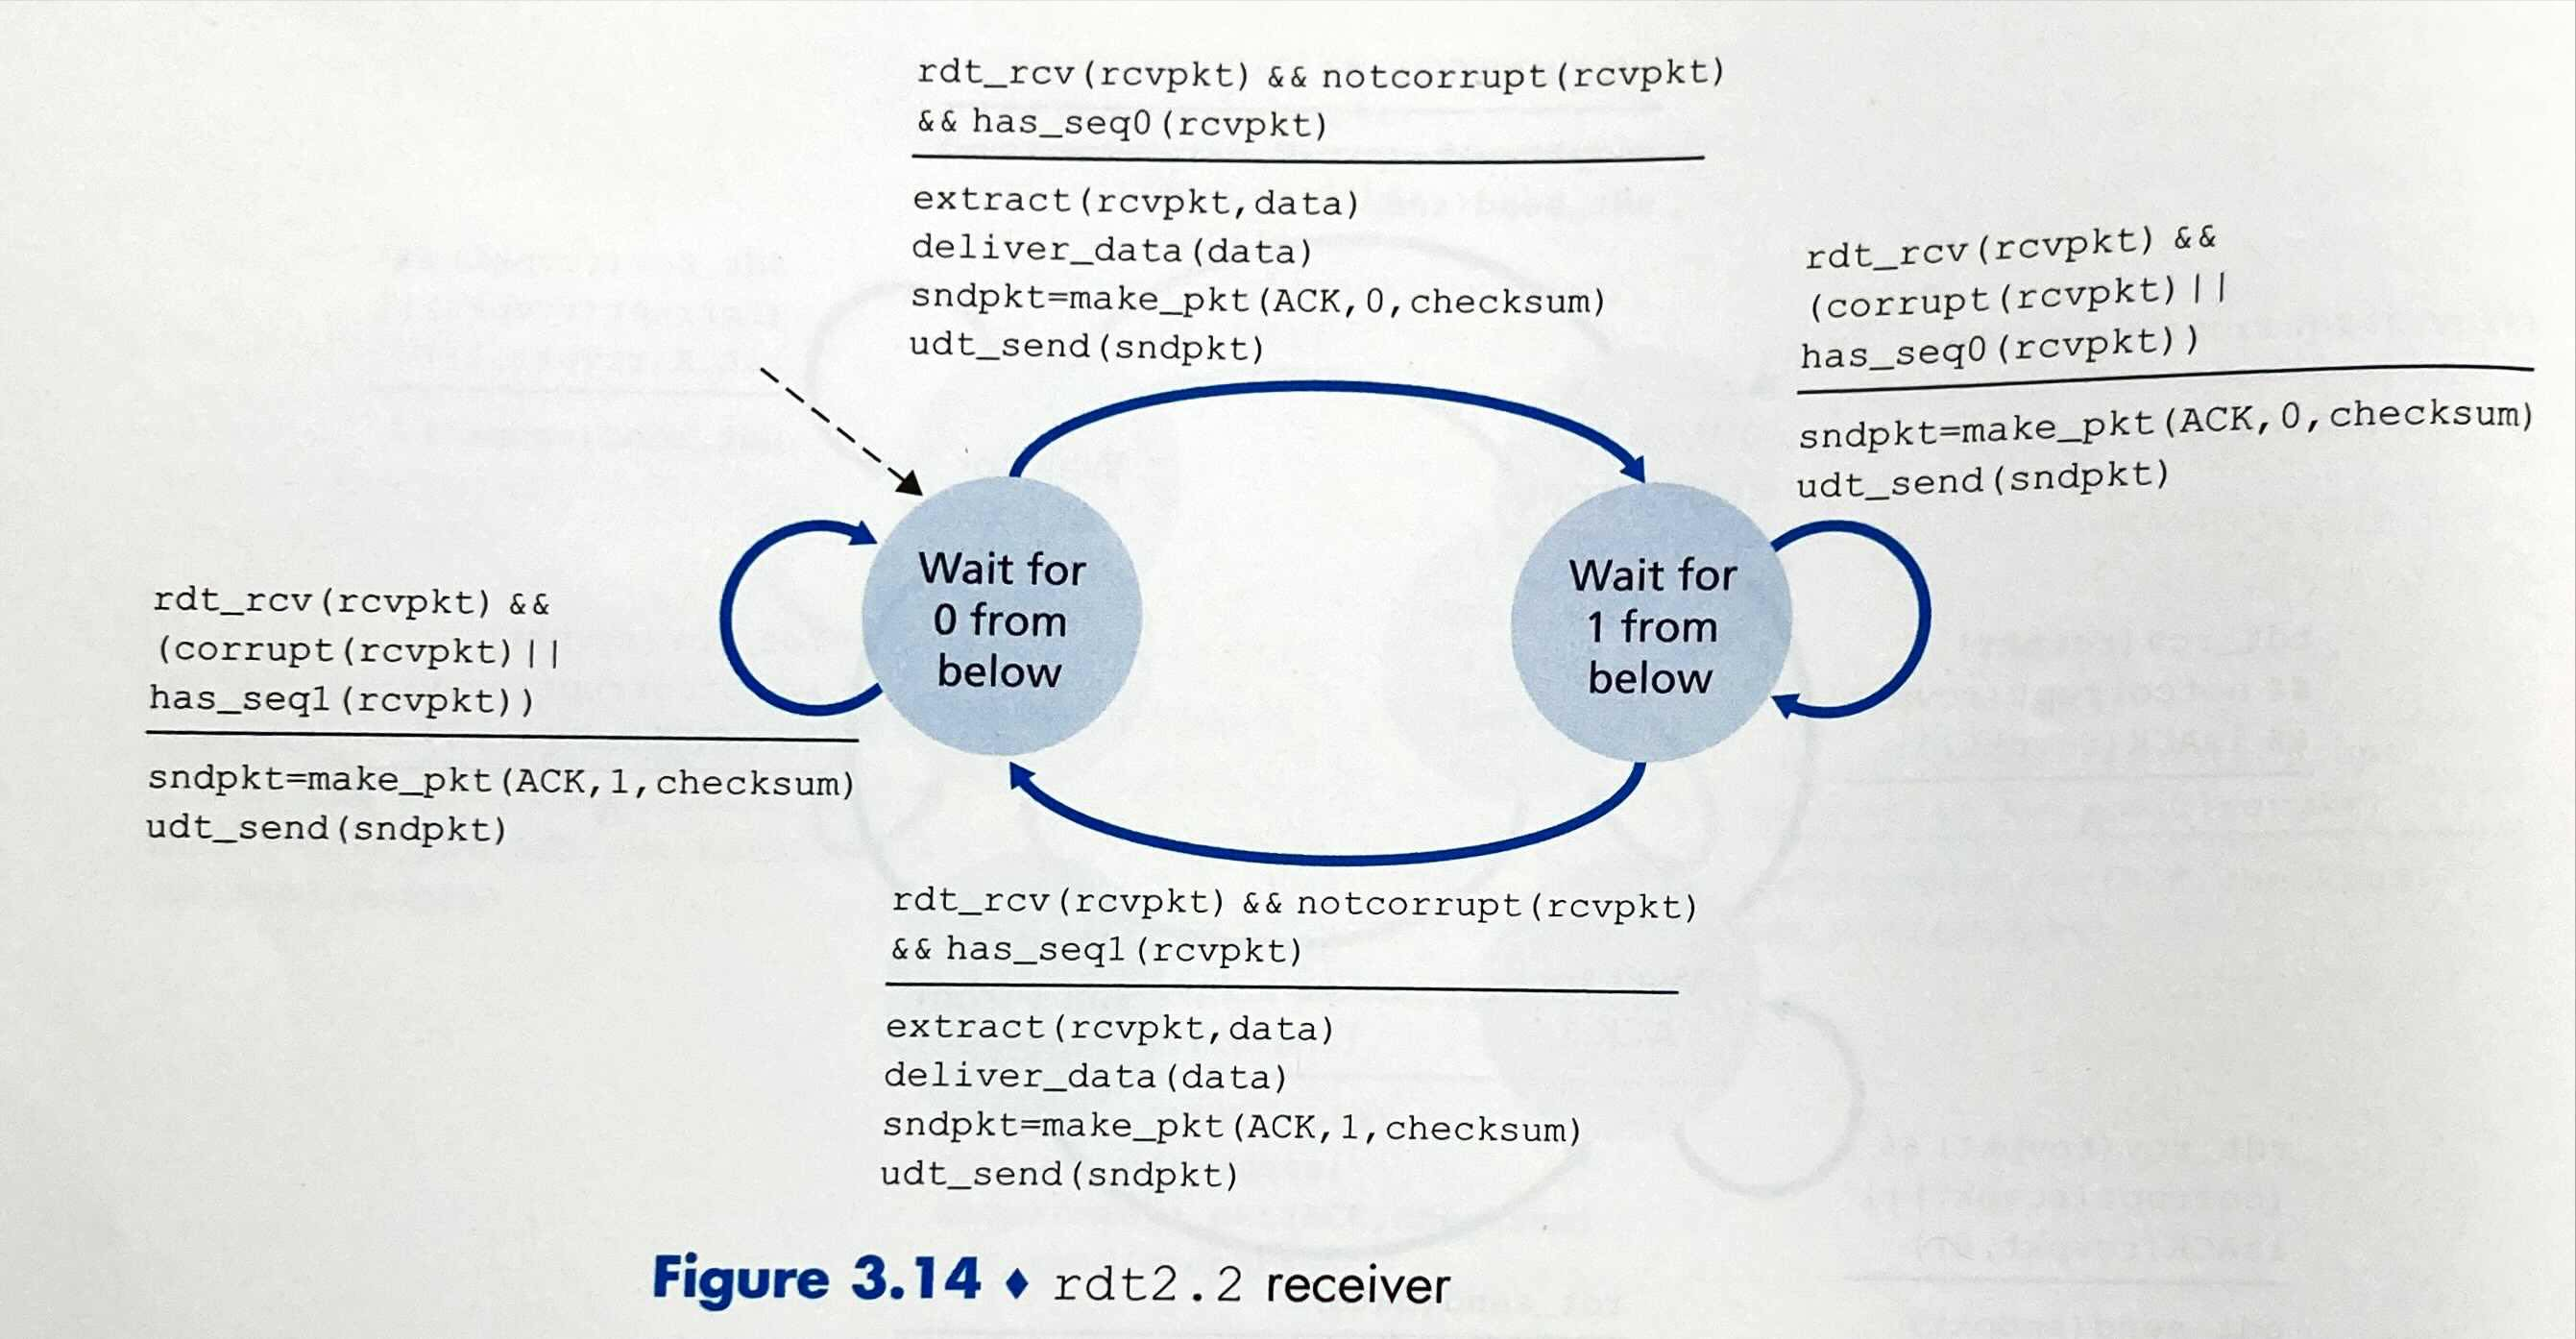 rdt_rcv(rcvpkt) && notcorrupt(rcvpkt)
&& has_seq0(rcvpkt)
extract(rcvpkt,data)
deliver_data(data)
sndpkt=make_pkt(ACK,0,checksum)
udt_send(sndpkt)
rdt_rcv(rcvpkt) &&
(corrupt(rcvpkt)||
has_seq0(rcvpkt))
sndpkt=make_pkt(ACK,0,checksum)
udt_send(sndpkt)
Wait for
0 from
below
Wait for
1 from
below
rdt_rcv(rcvpkt) &&
(corrupt(rcvpkt)||
has_seq1(rcvpkt))
sndpkt=make_pkt(ACK,1,checksum)
udt_send(sndpkt)
rdt_rcv(rcvpkt) && notcorrupt(rcvpkt)
&& has_seq1(rcvpkt)
extract(rcvpkt,data)
deliver_data(data)
sndpkt=make_pkt(ACK,1,checksum)
udt_send(sndpkt)
Figure 3.14 ♦ rdt2.2 receiver